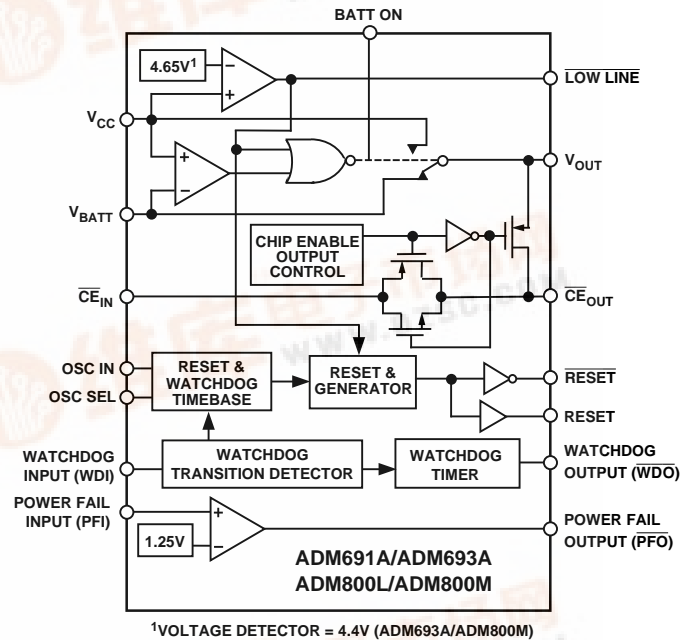 BATT ON
4.65V¹
−
+
LOW LINE
VCC
+
−
VOUT
VBATT
CHIP ENABLE
OUTPUT
CONTROL
CEIN
CEOUT
OSC IN
OSC SEL
RESET &
WATCHDOG
TIMEBASE
RESET &
GENERATOR
RESET
RESET
WATCHDOG
INPUT (WDI)
WATCHDOG
TRANSITION DETECTOR
WATCHDOG
TIMER
WATCHDOG
OUTPUT (WDO)
POWER FAIL
INPUT (PFI)
+
−
1.25V
POWER FAIL
OUTPUT (PFO)
ADM691A/ADM693A
ADM800L/ADM800M
¹VOLTAGE DETECTOR = 4.4V (ADM693A/ADM800M)